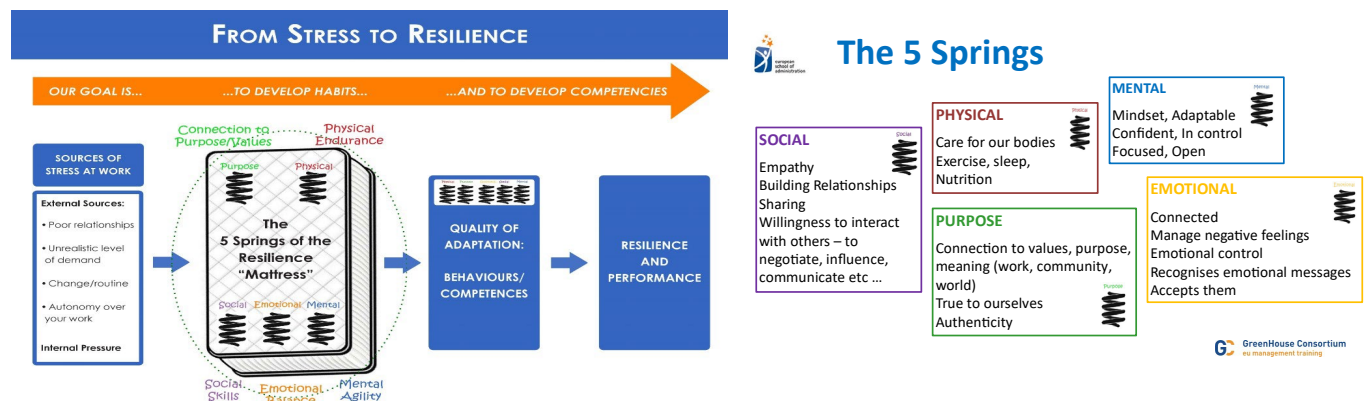 FROM STRESS TO RESILIENCE
OUR GOAL IS...
...TO DEVELOP HABITS...
...AND TO DEVELOP COMPETENCIES
SOURCES OF
STRESS AT WORK
External Sources:
• Poor relationships
• Unrealistic level
of demand
• Change/routine
• Autonomy over
your work
Internal Pressure
Connection to
Purpose/Values
Physical
Endurance
Purpose
Physical
The
5 Springs of the
Resilience
“Mattress”
Social
Emotional
Mental
Social
Skills
Emotional
Mental
Agility
QUALITY OF
ADAPTATION:
BEHAVIOURS/
COMPETENCES
RESILIENCE
AND
PERFORMANCE
european
school of
administration
The 5 Springs
SOCIAL
Social
Empathy
Building Relationships
Sharing
Willingness to interact
with others – to
negotiate, influence,
communicate etc ...
PHYSICAL
Care for our bodies
Exercise, sleep,
Nutrition
MENTAL
Mindset, Adaptable
Confident, In control
Focused, Open
PURPOSE
Connection to values, purpose,
meaning (work, community,
world)
True to ourselves
Authenticity
Purpose
EMOTIONAL
Connected
Manage negative feelings
Emotional control
Recognises emotional messages
Accepts them
GC GreenHouse Consortium
eu management training